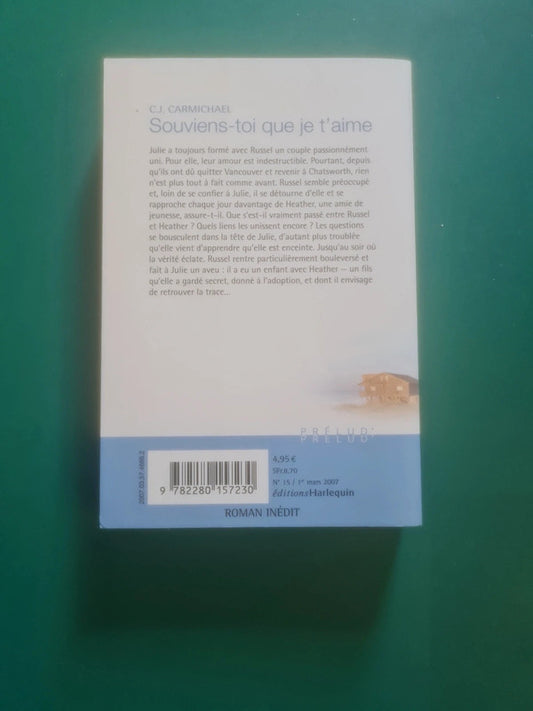 C.J. CARMICHAEL
Souviens-toi que je t'aime
Julie a toujours formé avec Russel un couple passionnément
uni. Pour elle, leur amour est indestructible. Pourtant, depuis
qu'ils ont dû quitter Vancouver et revenir à Chatsworth, rien
n'est plus tout à fait comme avant. Russel semble préoccupé
et, loin de se confier à Julie, il se détourne d'elle et se
rapproche chaque jour davantage de Heather, une amie de
jeunesse, assure-t-il. Que s'est-il vraiment passé entre Russel
et Heather ? Quels liens les unissent encore ? Les questions
se bousculent dans la tête de Julie, d'autant plus troublée
qu'elle vient d'apprendre qu'elle est enceinte. Jusqu'au soir où
la vérité éclate. Russel rentre particulièrement bouleversé et
fait à Julie un aveu : il a eu un enfant avec Heather — un fils
qu'elle a gardé secret, donné à l'adoption, et dont il envisage
de retrouver la trace...
PRÉLUD'
PRELUD'
4,95 €
SFr.8,70
N° 15 / 1er mars 2007
éditionsHarlequin
9 782280 157230
ROMAN INÉDIT